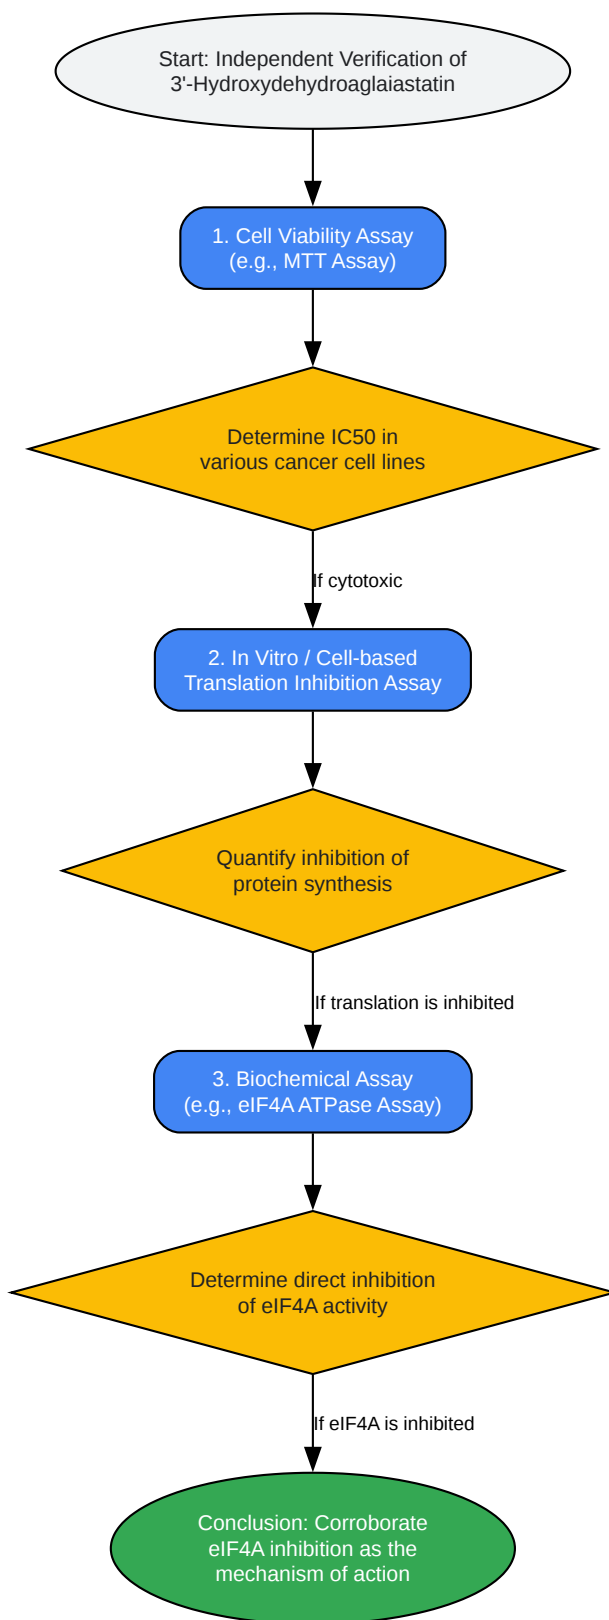 Start: Independent Verification of
3'-Hydroxydehydroaglaiastatin
1. Cell Viability Assay
(e.g., MTT Assay)
Determine IC50 in
various cancer cell lines
If cytotoxic
2. In Vitro / Cell-based
Translation Inhibition Assay
Quantify inhibition of
protein synthesis
If translation is inhibited
3. Biochemical Assay
(e.g., eIF4A ATPase Assay)
Determine direct inhibition
of eIF4A activity
If eIF4A is inhibited
Conclusion: Corroborate
eIF4A inhibition as the
mechanism of action